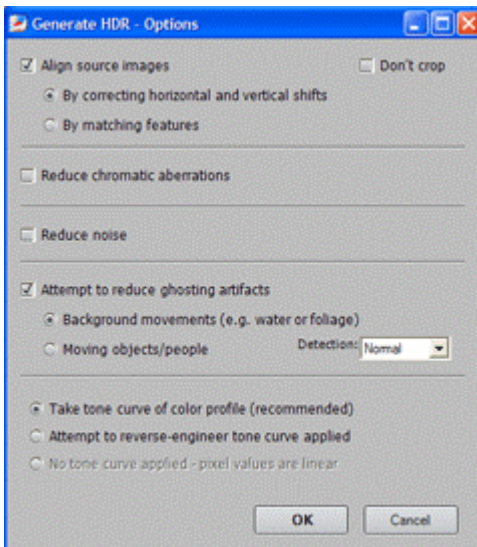 Generate HDR - Options
Align source images Don't crop
By correcting horizontal and vertical shifts
By matching features
Reduce chromatic aberrations
Reduce noise
Attempt to reduce ghosting artifacts
Background movements (e.g. water or foliage)
Moving objects/people Detection: Normal
Take tone curve of color profile (recommended)
Attempt to reverse-engineer tone curve applied
No tone curve applied - pixel values are linear
OK Cancel